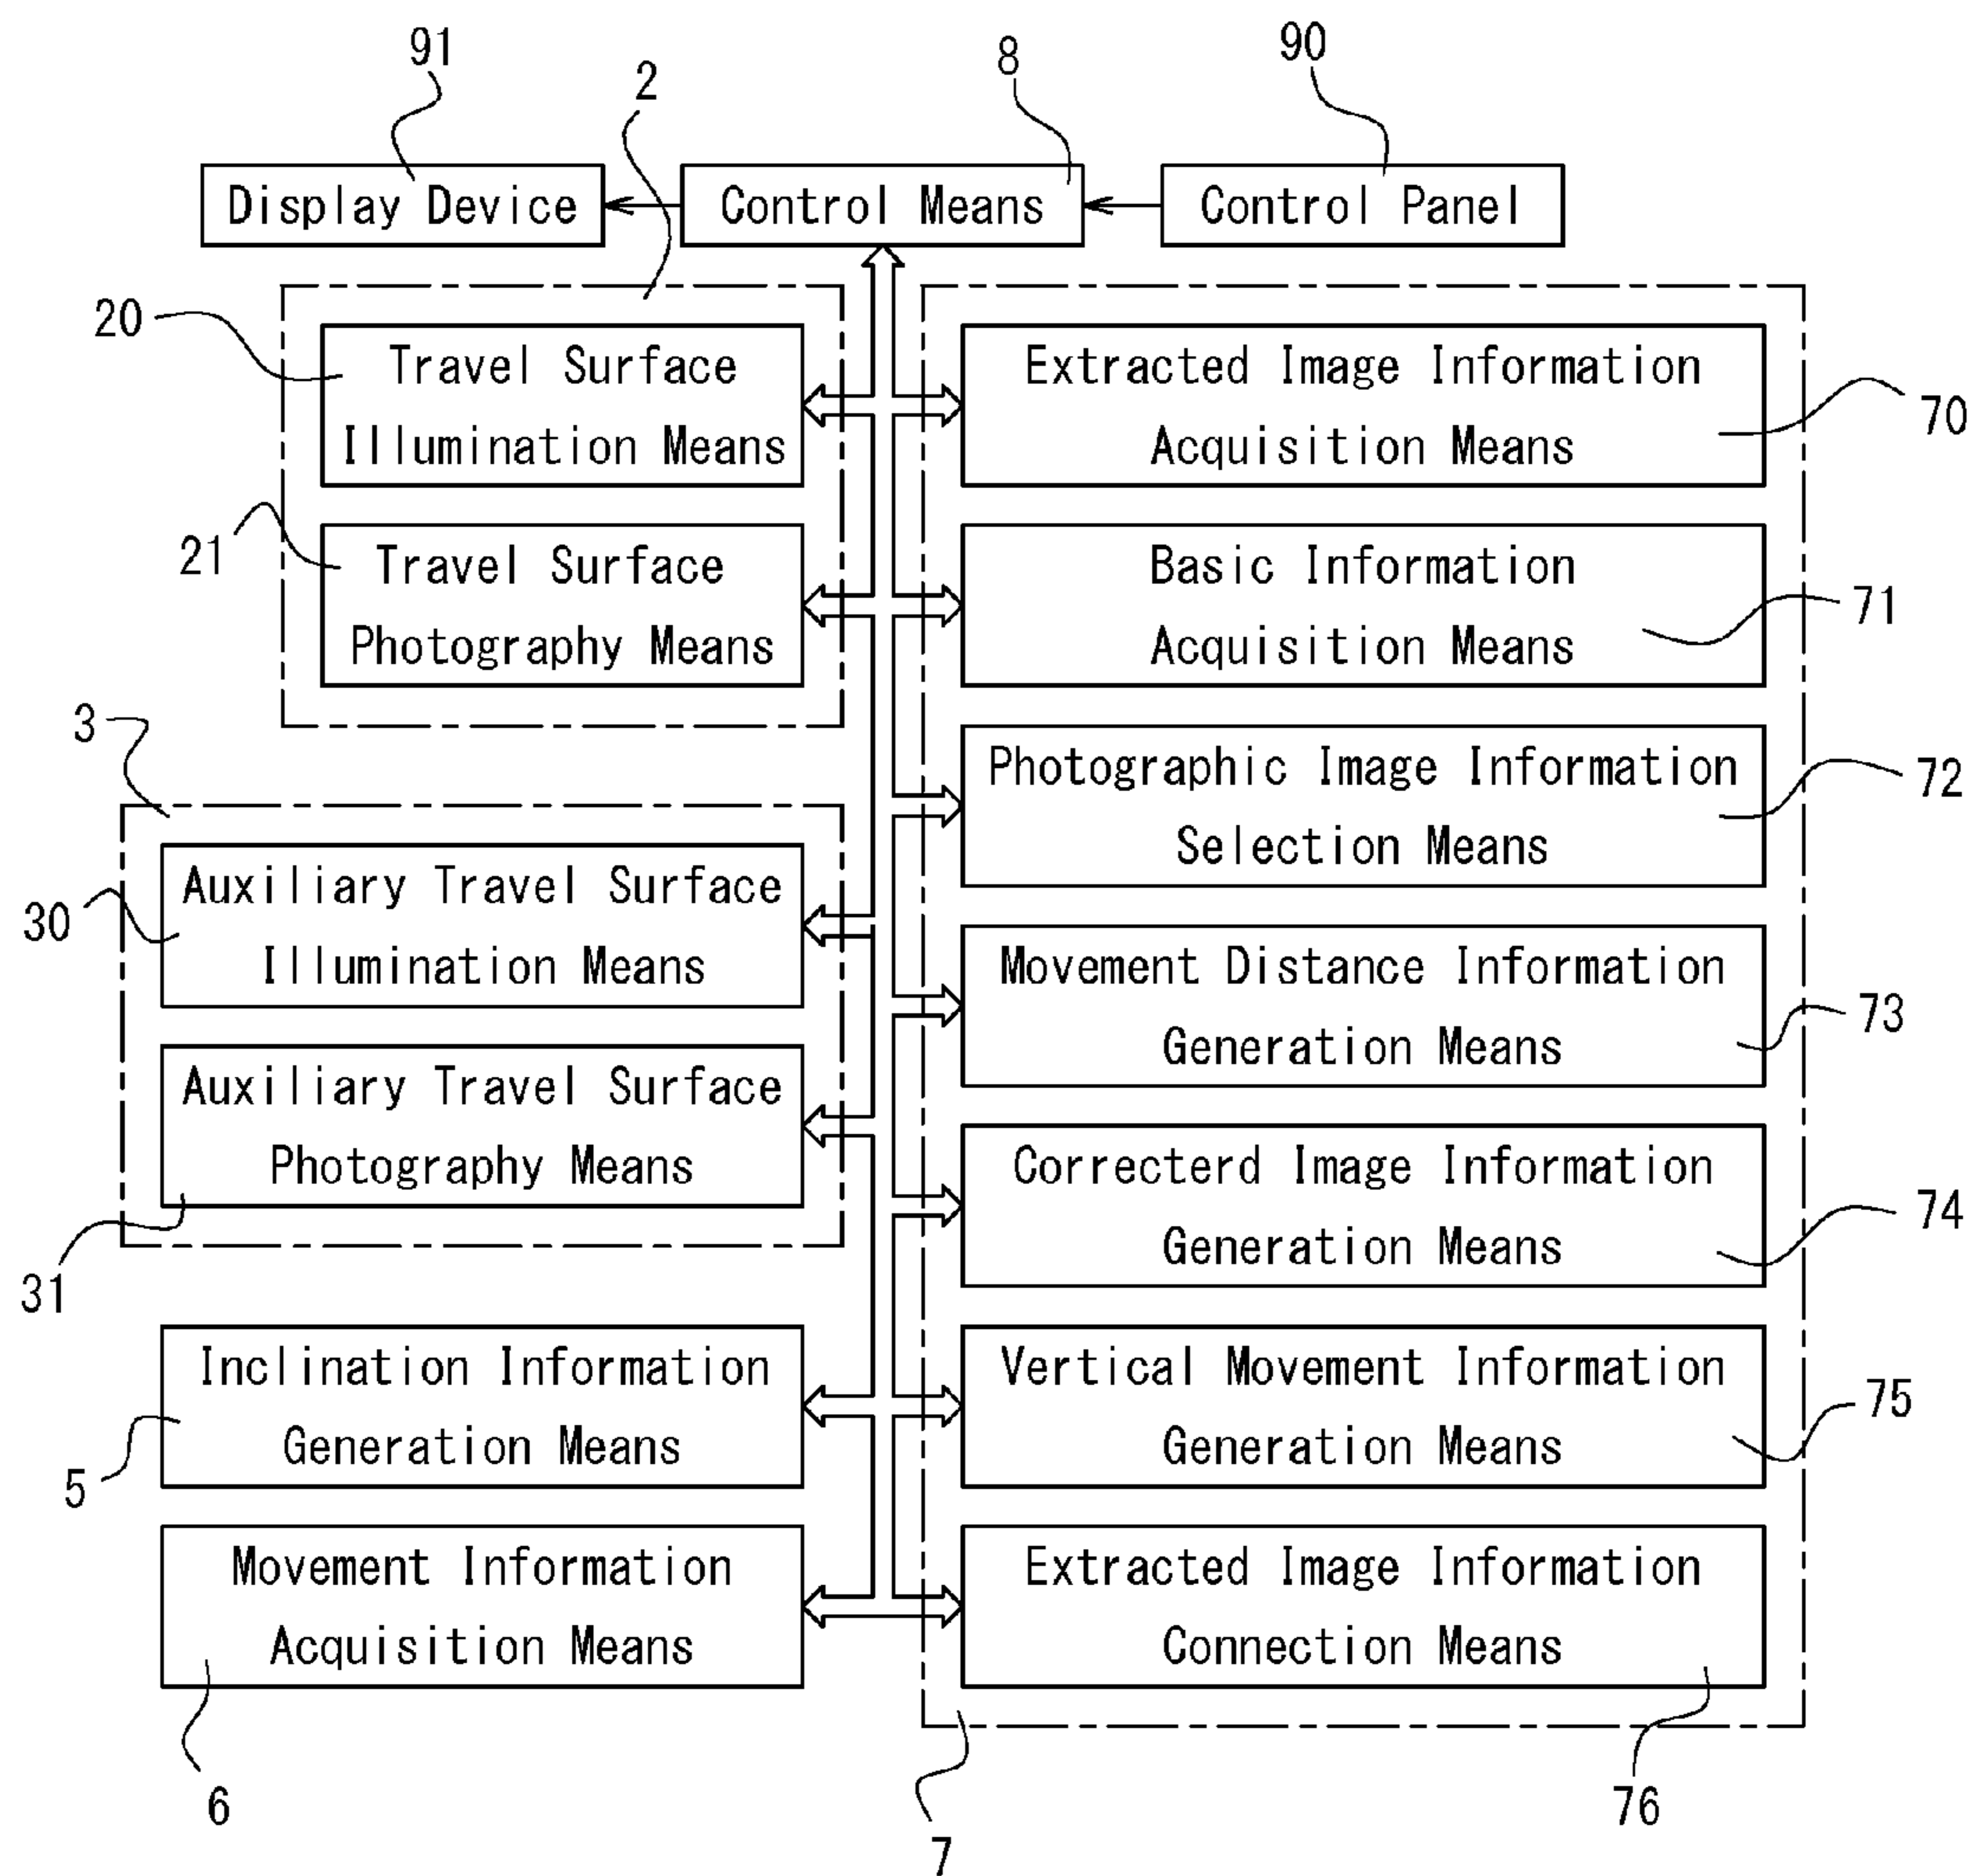 91
2
8
90
Display Device
Control Means
Control Panel
20
Travel Surface
Illumination Means
21
Travel Surface
Photography Means
3
30
Auxiliary Travel Surface
Illumination Means
Auxiliary Travel Surface
Photography Means
31
Inclination Information
Generation Means
5
Movement Information
Acquisition Means
6
Extracted Image Information
Acquisition Means
70
Basic Information
Acquisition Means
71
Photographic Image Information
Selection Means
72
Movement Distance Information
Generation Means
73
Correcterd Image Information
Generation Means
74
Vertical Movement Information
Generation Means
75
Extracted Image Information
Connection Means
76
7